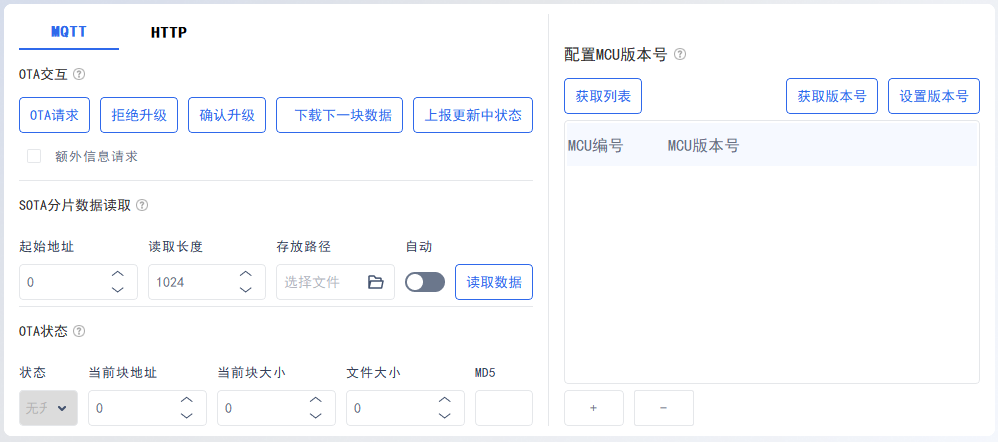 MQTT HTTP
OTA交互 ?
OTA请求 拒绝升级 确认升级 下载下一块数据 上报更新中状态
额外信息请求
SOTA分片数据读取 ?
起始地址 读取长度 存放路径 自动
0 1024 选择文件 读取数据
OTA状态 ?
状态 当前块地址 当前块大小 文件大小 MD5
0 0 0
配置MCU版本号 ?
获取列表 获取版本号 设置版本号
MCU编号 MCU版本号
+ -